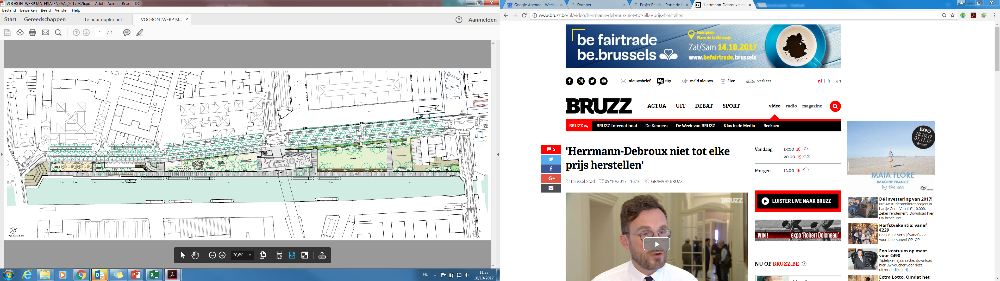 VOORONTWERP MATERIALENKAAI_20170326.pdf - Adobe Acrobat Reader DC
Bestand Bewerken Beeld Venster Help
Start Gereedschappen Te huur duplex.pdf VOORONTWERP M... × Aanmelden
1 / 1
Plan masse 1=500
20,6%
NL 11:33
10/10/2017
Google Agenda - Week v × Extranet × Projet Beliris – Porte de N × 'Herrmann-Debroux niet ×
www.bruzz.be/nl/video/herrmann-debroux-niet-tot-elke-prijs-herstellen
be fairtrade
be.brussels
Muntplein
Place de la Monnaie
Zat/Sam 14.10.2017
www.befairtrade.brussels
nieuwsbrief big city meld nieuws live verkeer nl | fr | en
BRUZZ ACTUA UIT DEBAT SPORT video radio magazine
BRUZZ 24 BRUZZ International De Kenners De Week van BRUZZ Klas in de Media Reeksen
5
'Herrmann-Debroux niet tot elke
prijs herstellen'
Brussel-Stad 09/10/2017 - 16:16 GR/MV © BRUZZ
BRUZZ
Vandaag 13:00 16
20:00 15
Morgen 12:00 16
LUISTER LIVE NAAR BRUZZ
WIN! expo 'Robert Doisneau'
NU OP BRUZZ.BE
EXPO
18.10.17
01.11.17
Brussel
MAIA FLORE
IMAGINE FRANCE
by the sea
Dé investering van 2017!
Nieuw studentenkotenproject in
hartje Gent. Vanaf €110.000.
Zeker rendement. Download hier
uw brochure!
Herfstvakantie: vanaf
€229
Boek nu je verblijf vanaf €229
voor 4 personen! OP=OP!
Een kostuum op maat
voor €490
Tijdelijke najaarsactie: download
hier uw voucher voor deze
uitzonderlijke prijs!
Extra Lotto. Omdat het